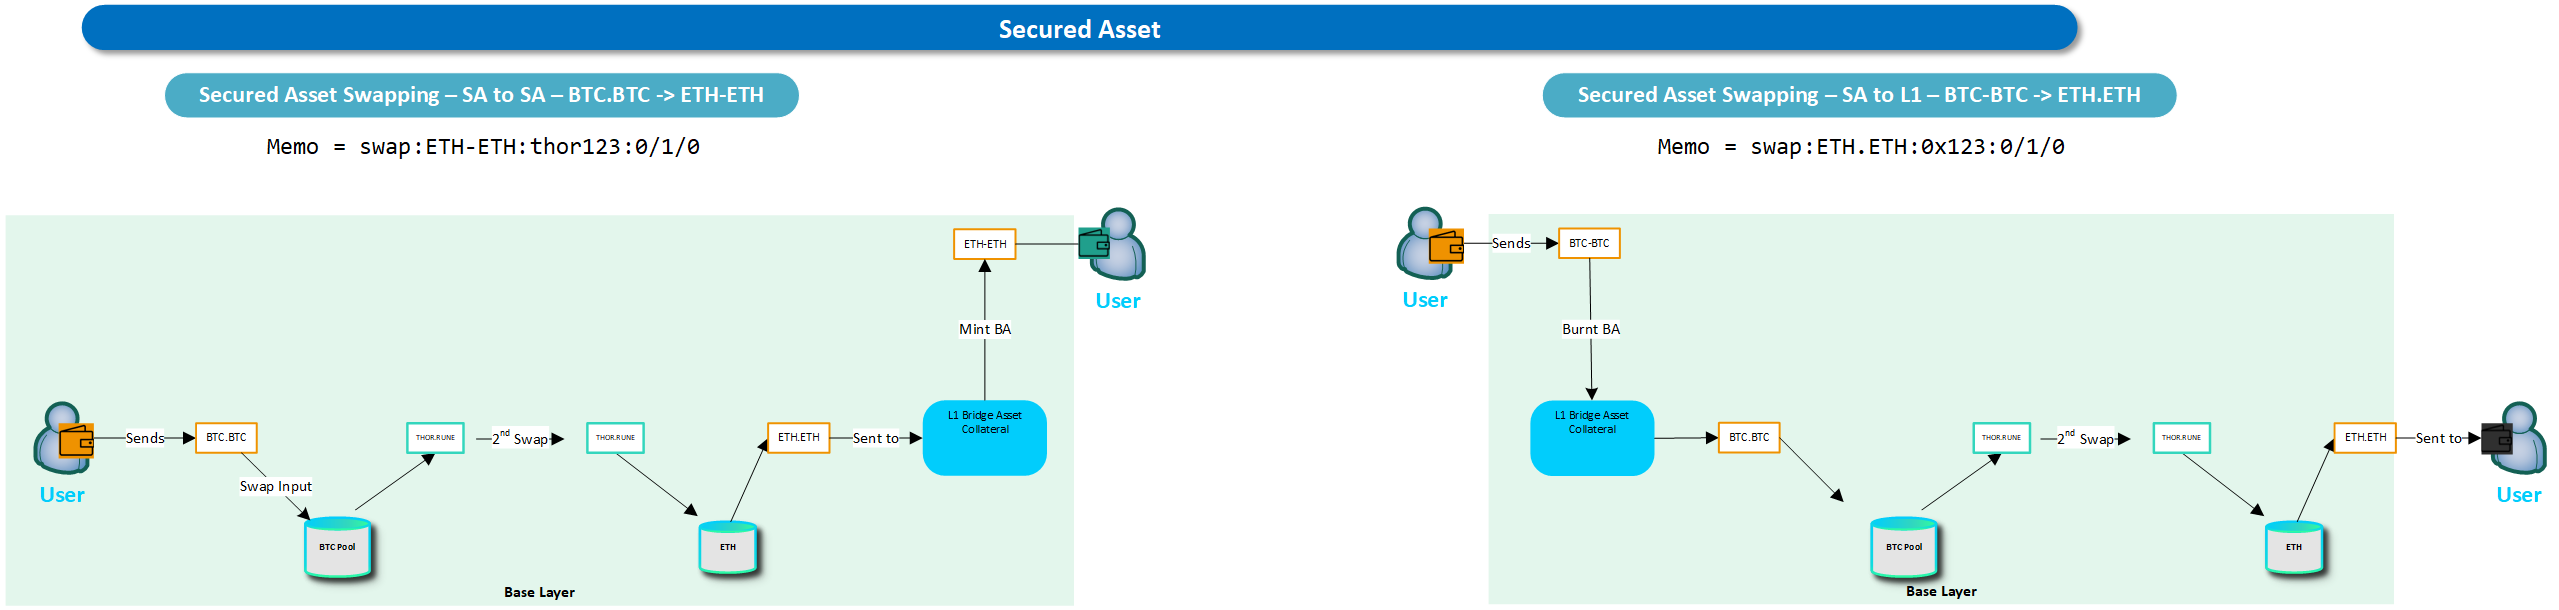 Secured Asset
Secured Asset Swapping – SA to SA – BTC.BTC -> ETH-ETH
Memo = swap:ETH-ETH:thor123:0/1/0
ETH-ETH
User
Mint BA
Sends
BTC.BTC
THOR.RUNE
2nd Swap
THOR.RUNE
ETH.ETH
Sent to
L1 Bridge Asset
Collateral
User
Swap Input
BTC Pool
ETH
Base Layer
Secured Asset Swapping – SA to L1 – BTC-BTC -> ETH.ETH
Memo = swap:ETH.ETH:0x123:0/1/0
Sends
BTC-BTC
User
Burnt BA
L1 Bridge Asset
Collateral
BTC.BTC
THOR.RUNE
2nd Swap
THOR.RUNE
ETH.ETH
Sent to
User
BTC Pool
ETH
Base Layer